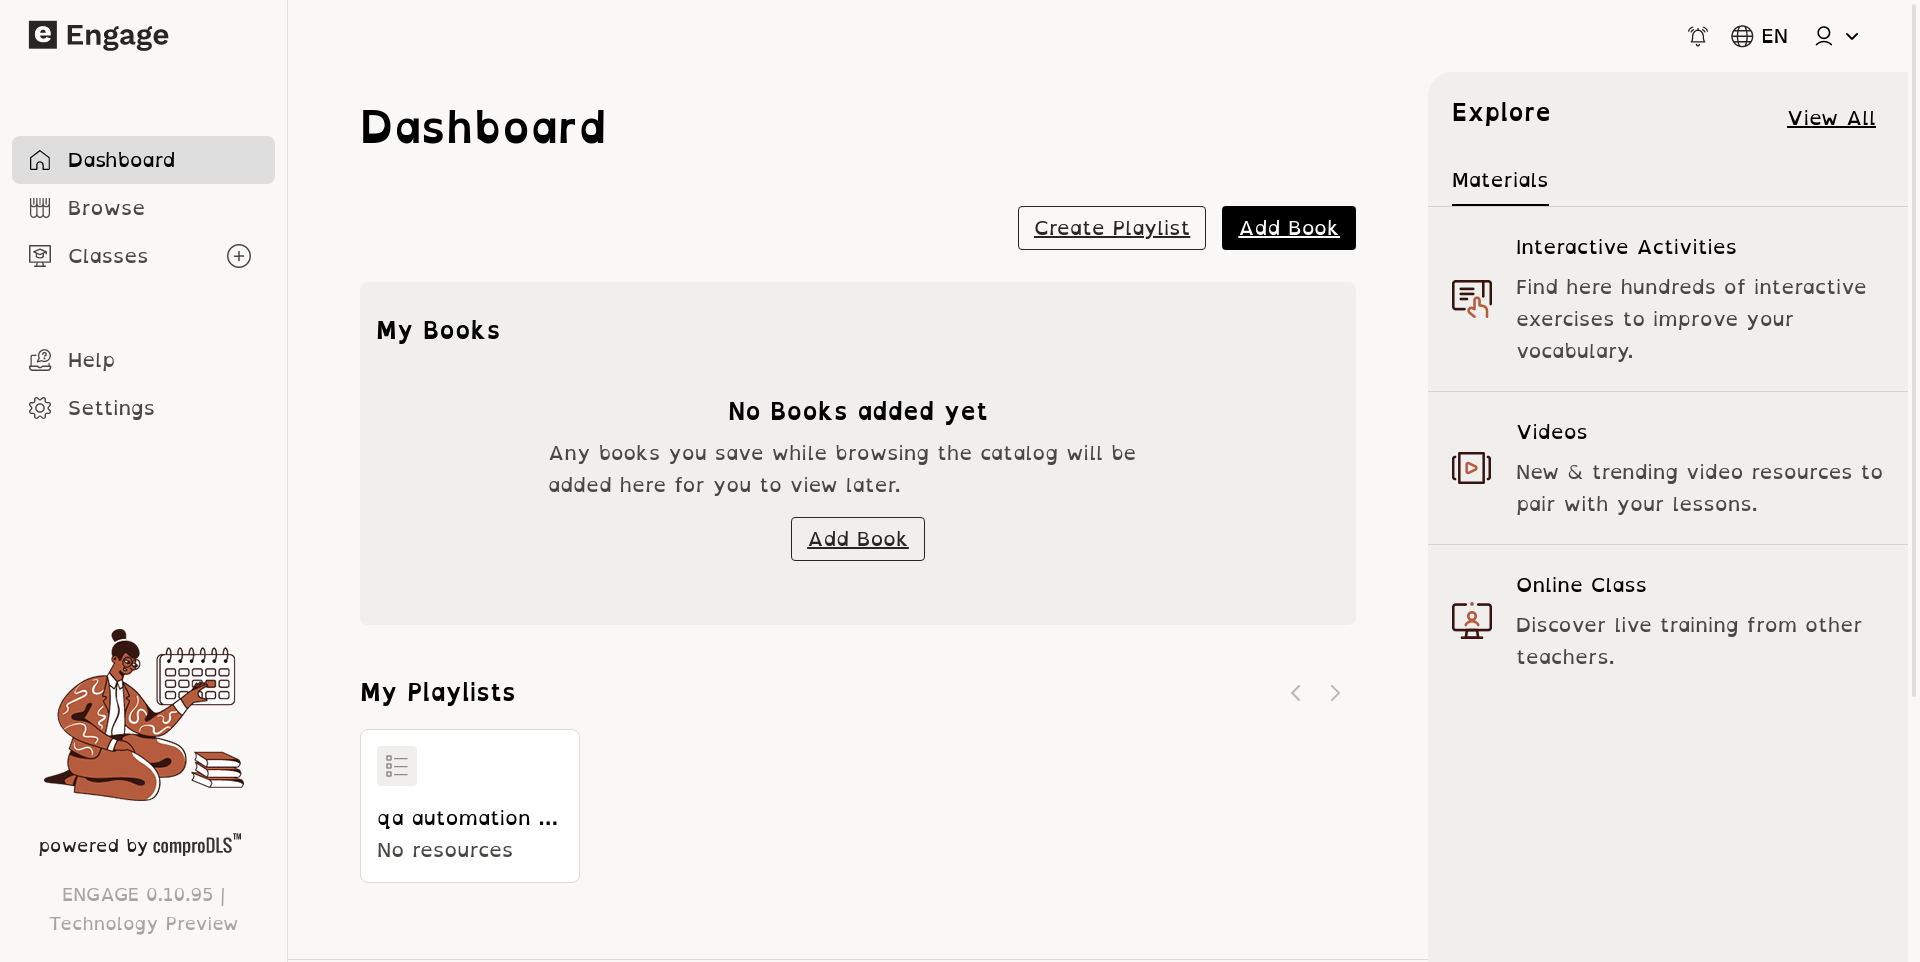 Engage
EN
Dashboard
Browse
Classes
Help
Settings
powered by comproDLS™
ENGAGE 0.10.95 |
Technology Preview
Dashboard
Create Playlist
Add Book
My Books
No Books added yet
Any books you save while browsing the catalog will be
added here for you to view later.
Add Book
My Playlists
qa automation ...
No resources
Explore
View All
Materials
Interactive Activities
Find here hundreds of interactive
exercises to improve your
vocabulary.
Videos
New & trending video resources to
pair with your lessons.
Online Class
Discover live training from other
teachers.